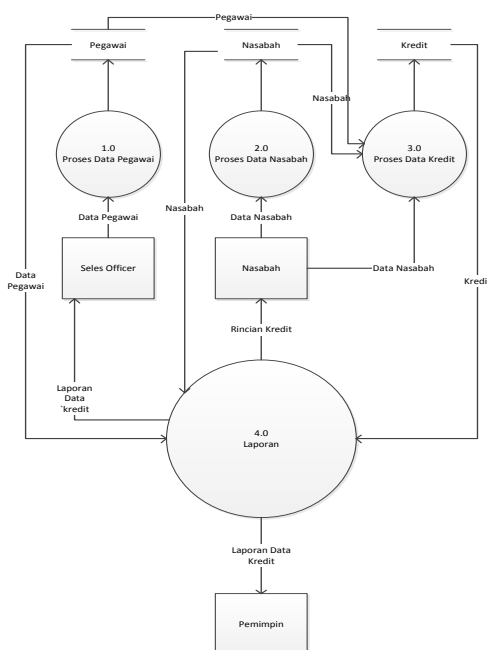 Pegawai
Pegawai
Nasabah
Kredit
Nasabah
1.0
Proses Data Pegawai
2.0
Proses Data Nasabah
3.0
Proses Data Kredit
Nasabah
Data Pegawai
Data Nasabah
Seles Officer
Nasabah
Data Nasabah
Data
Pegawai
Kredi
Rincian Kredit
Laporan
Data
`kredit
4.0
Laporan
Laporan Data
Kredit
Pemimpin